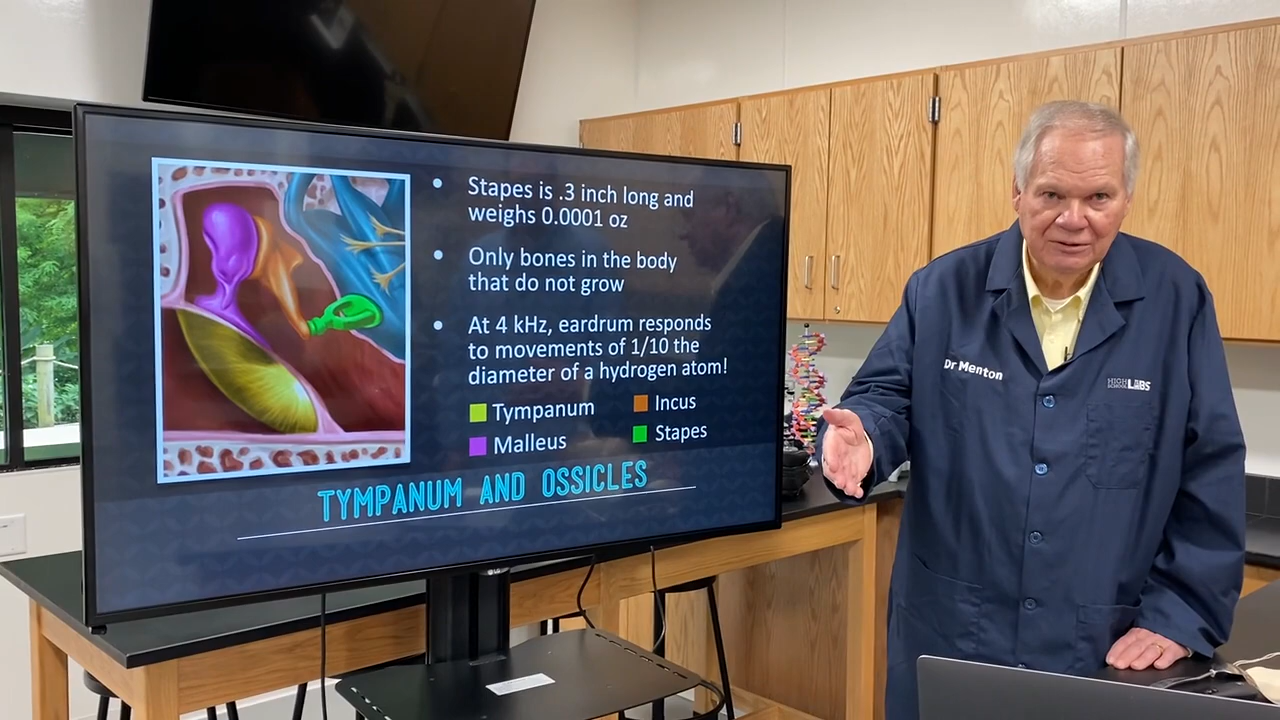 Stapes is .3 inch long and
weighs 0.0001 oz
Only bones in the body
that do not grow
At 4 kHz, eardrum responds
to movements of 1/10 the
diameter of a hydrogen atom!
Tympanum
Incus
Malleus
Stapes
TYMPANUM AND OSSICLES
Dr Menton
HIGH
SCHOOL LABS